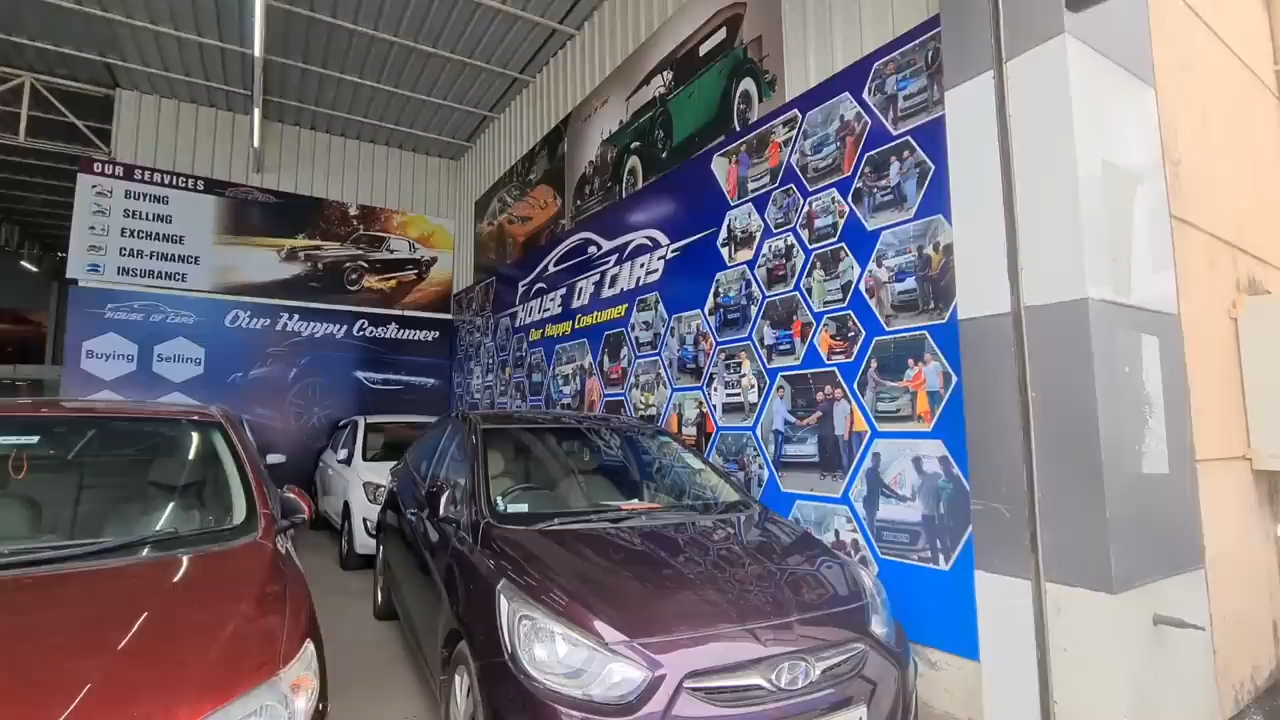 OUR SERVICES
BUYING
SELLING
EXCHANGE
CAR-FINANCE
INSURANCE
HOUSE OF CARS
Our Happy Costumer
Buying
Selling
HOUSE OF CARS
Our Happy Costumer